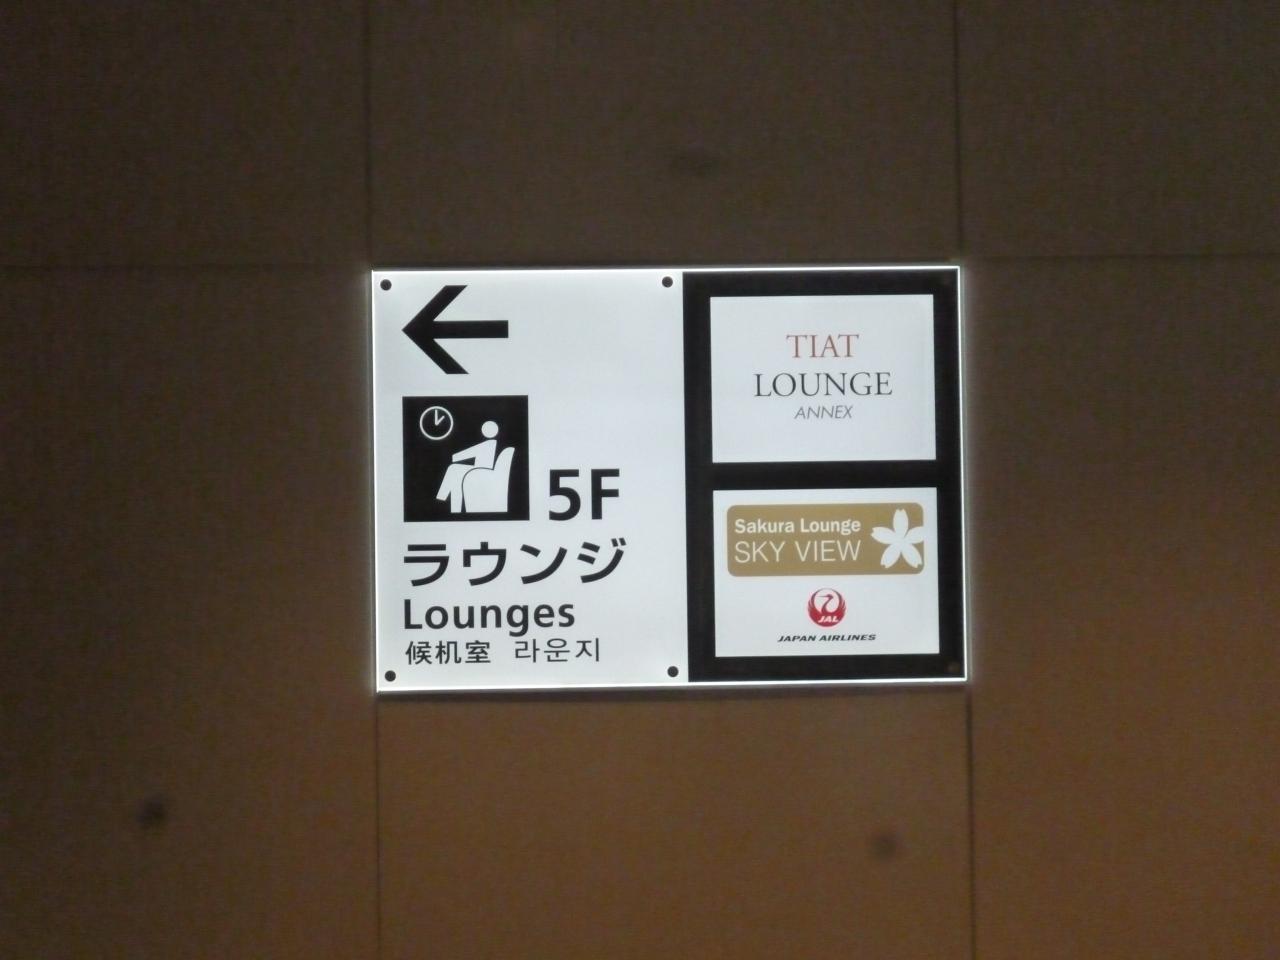 5F
ラウンジ
Lounges
候机室 라운지
TIAT
LOUNGE
ANNEX
Sakura Lounge
SKY VIEW
JAL
JAPAN AIRLINES